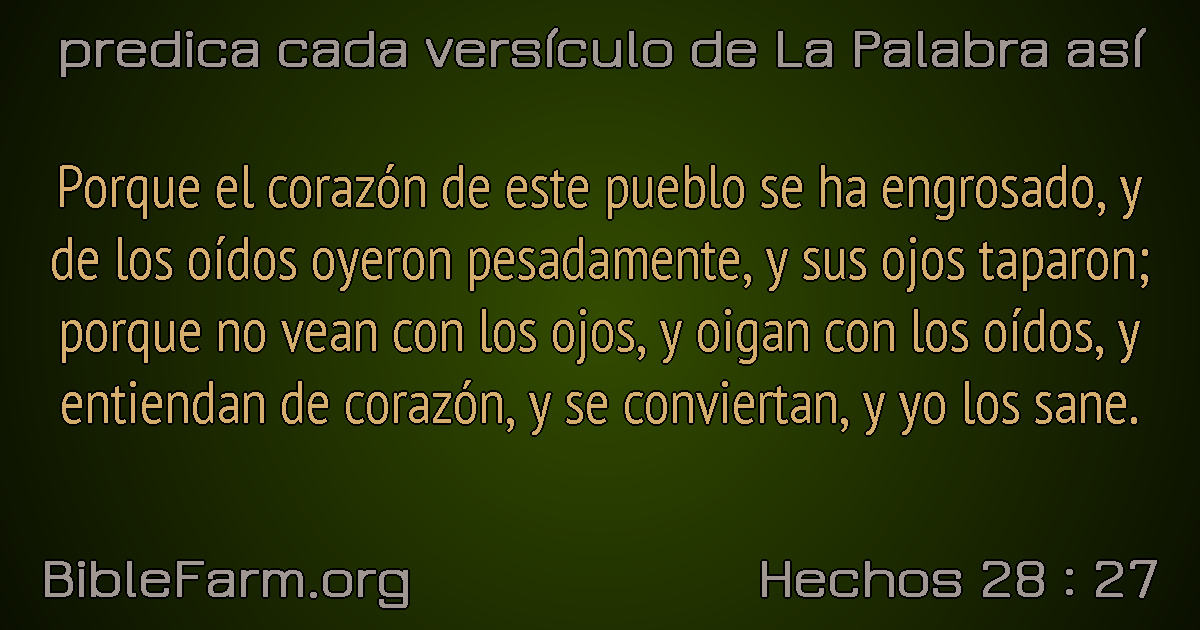 predica cada versículo de La Palabra así
Porque el corazón de este pueblo se ha engrosado, y
de los oídos oyeron pesadamente, y sus ojos taparon;
porque no vean con los ojos, y oigan con los oídos, y
entiendan de corazón, y se conviertan, y yo los sane.
BibleFarm.org
Hechos 28 : 27